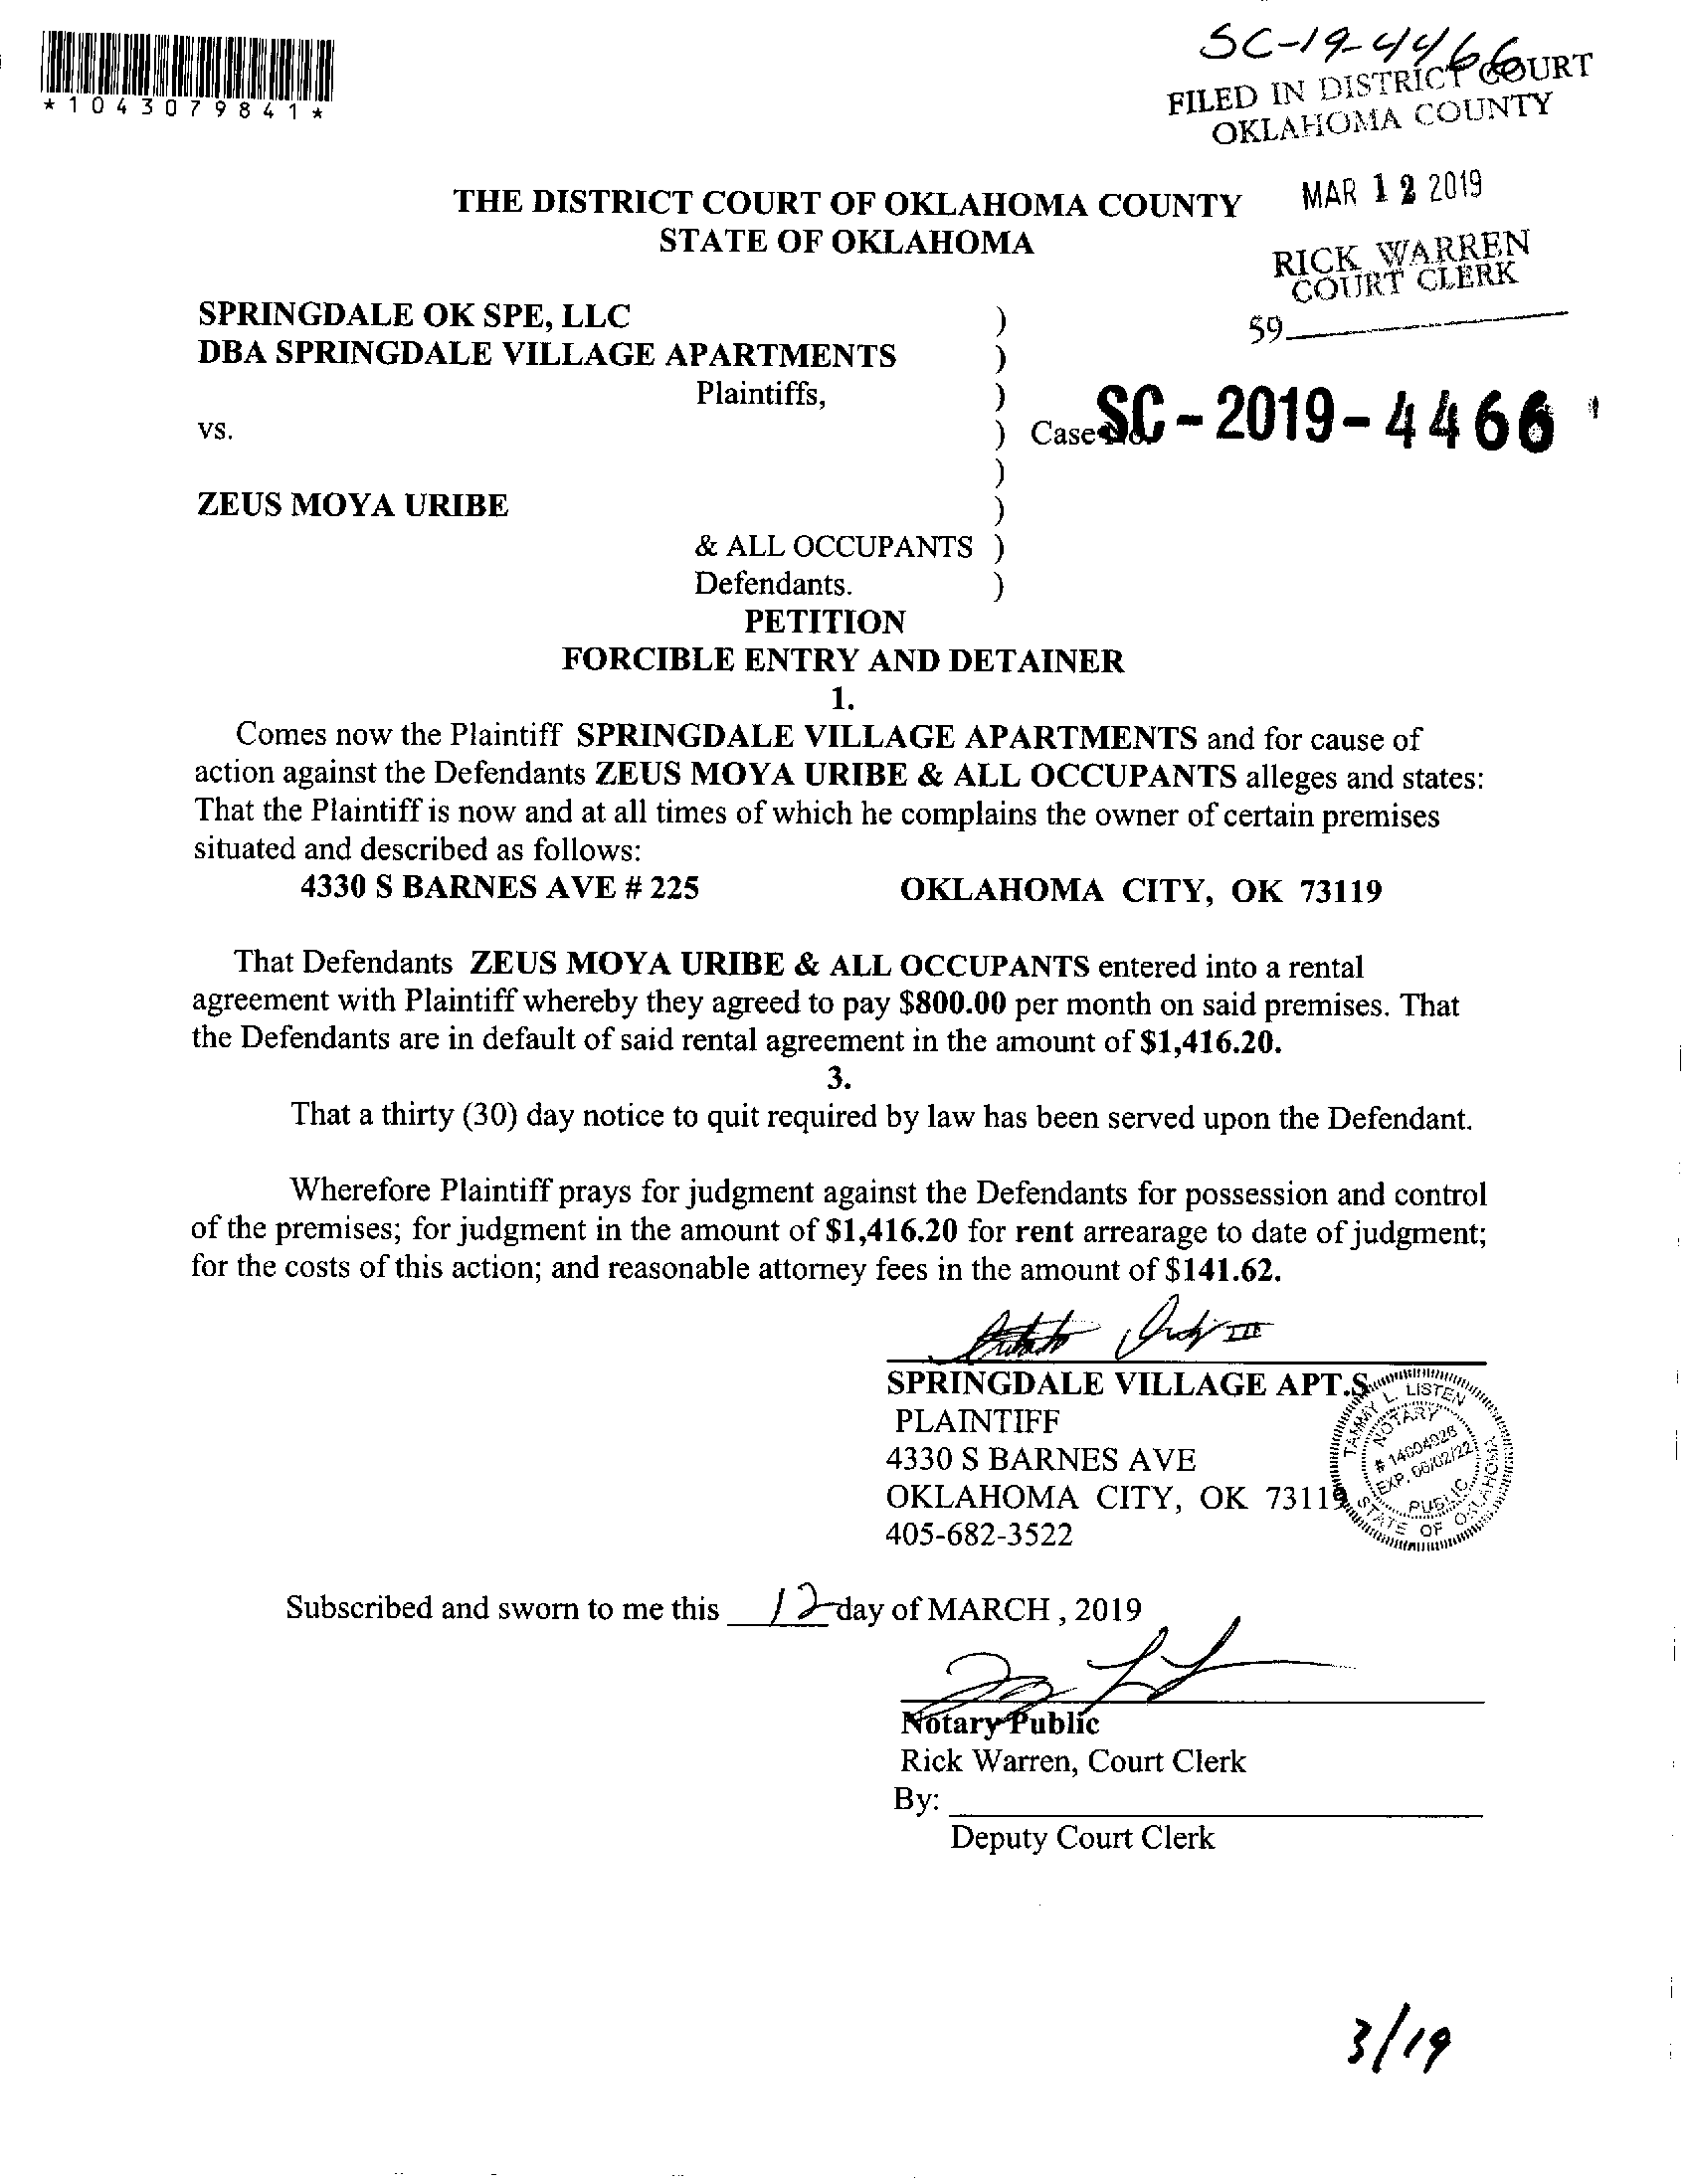 SC-19-4466
FILED IN DISTRICT COURT
OKLAHOMA COUNTY
*1043079841*
MAR 12 2019
THE DISTRICT COURT OF OKLAHOMA COUNTY
STATE OF OKLAHOMA
RICK WARREN
COURT CLERK
59
SPRINGDALE OK SPE, LLC )
DBA SPRINGDALE VILLAGE APARTMENTS )
Plaintiffs, )
vs. ) Case No. SC-2019-4466
)
ZEUS MOYA URIBE )
& ALL OCCUPANTS )
Defendants. )
PETITION
FORCIBLE ENTRY AND DETAINER
1.
Comes now the Plaintiff SPRINGDALE VILLAGE APARTMENTS and for cause of
action against the Defendants ZEUS MOYA URIBE & ALL OCCUPANTS alleges and states:
That the Plaintiff is now and at all times of which he complains the owner of certain premises
situated and described as follows:
4330 S BARNES AVE # 225 OKLAHOMA CITY, OK 73119
That Defendants ZEUS MOYA URIBE & ALL OCCUPANTS entered into a rental
agreement with Plaintiff whereby they agreed to pay $800.00 per month on said premises. That
the Defendants are in default of said rental agreement in the amount of $1,416.20.
3.
That a thirty (30) day notice to quit required by law has been served upon the Defendant.
Wherefore Plaintiff prays for judgment against the Defendants for possession and control
of the premises; for judgment in the amount of $1,416.20 for rent arrearage to date of judgment;
for the costs of this action; and reasonable attorney fees in the amount of $141.62.
SPRINGDALE VILLAGE APT.S
PLAINTIFF
4330 S BARNES AVE
OKLAHOMA CITY, OK 73119
405-682-3522
TAMMY L. LISTEN
NOTARY
# 14004926
EXP. 06/02/22
PUBLIC
STATE OF OKLAHOMA
Subscribed and sworn to me this 12 day of MARCH , 2019
Notary Public
Rick Warren, Court Clerk
By:
Deputy Court Clerk
3/19